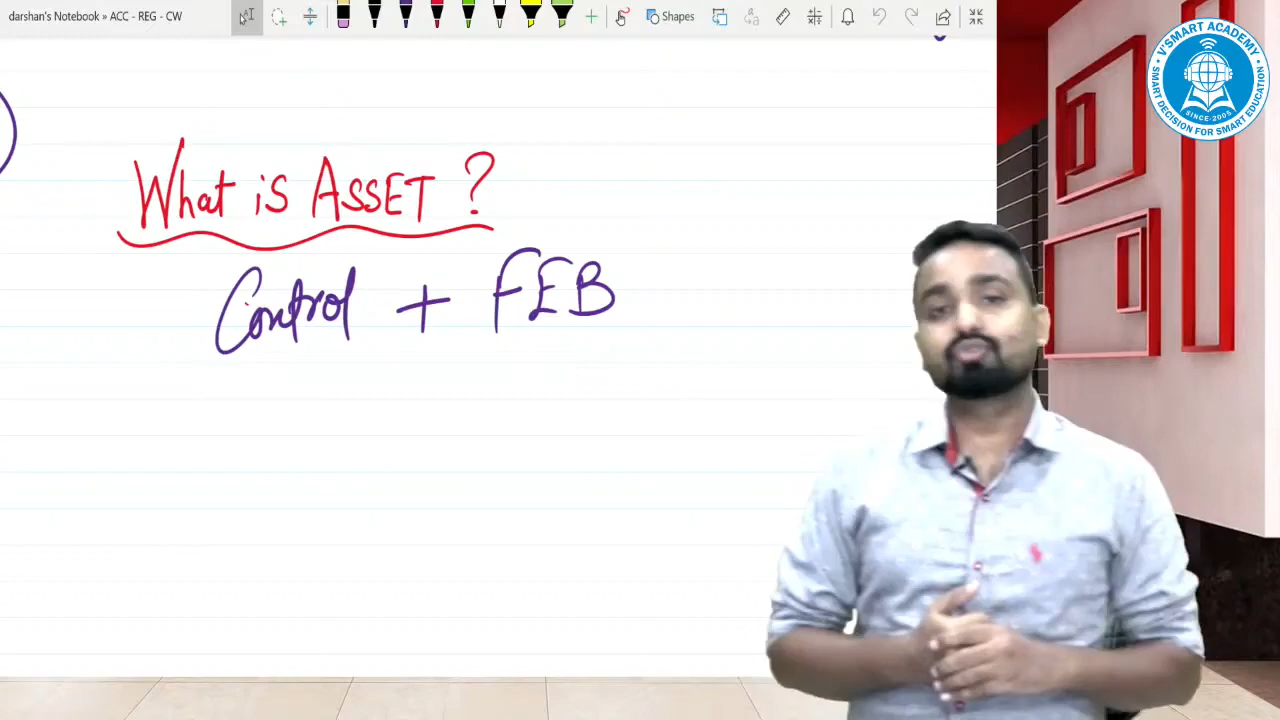 darshan's Notebook » ACC - REG - CW
Shapes
V'SMART ACADEMY
SINCE-2005
SMART DECISION FOR SMART EDUCATION
What is ASSET ?
Control + FEB